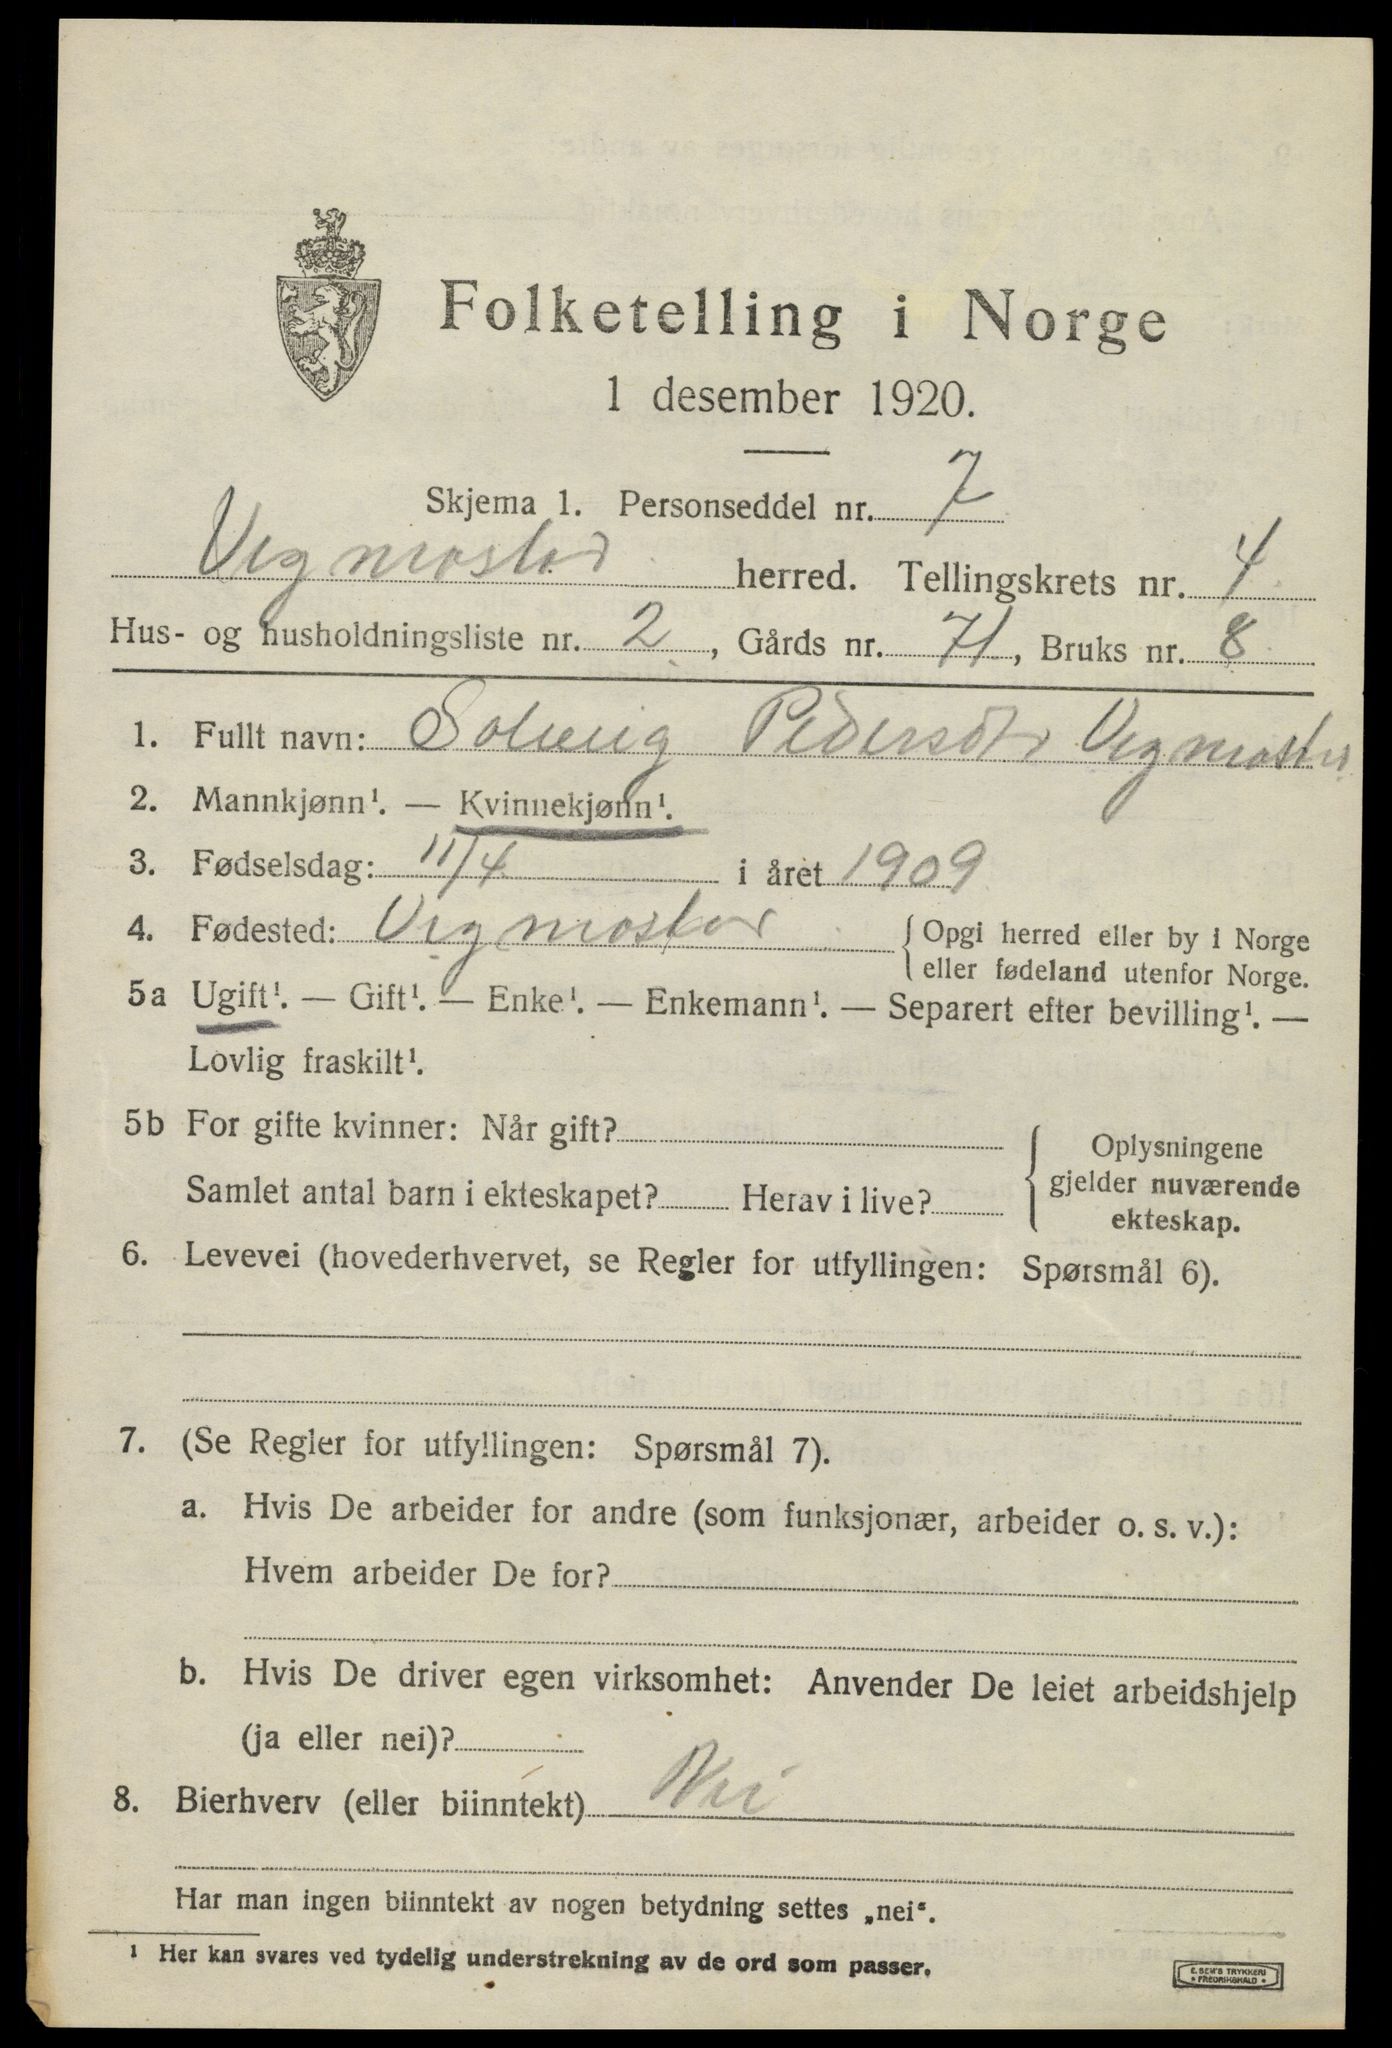 Folketelling i Norge
1 desember 1920.
Skjema 1. Personseddel nr. 7
Vegmostad herred. Tellingskrets nr. 4
Hus- og husholdningsliste nr. 2, Gårds nr. 71, Bruks nr. 8
1. Fullt navn: Solveig Pedersdtr Vegmostad
2. Mannkjønn¹. — Kvinnekjønn¹.
3. Fødselsdag: 11/4 i året 1909
4. Fødested: Vegmostad {Opgi herred eller by i Norge
eller fødeland utenfor Norge.
5a Ugift¹. — Gift¹. — Enke¹. — Enkemann¹. — Separert efter bevilling¹. —
Lovlig fraskilt¹.
5b For gifte kvinner: Når gift?
Samlet antal barn i ekteskapet? Herav i live?
{Oplysningene
gjelder nuværende
ekteskap.
6. Levevei (hovederhvervet, se Regler for utfyllingen: Spørsmål 6).
7. (Se Regler for utfyllingen: Spørsmål 7).
a. Hvis De arbeider for andre (som funksjonær, arbeider o. s. v.):
Hvem arbeider De for?
b. Hvis De driver egen virksomhet: Anvender De leiet arbeidshjelp
(ja eller nei)?
8. Bierhverv (eller biinntekt) Nei
Har man ingen biinntekt av nogen betydning settes „nei“.
¹ Her kan svares ved tydelig understrekning av de ord som passer.
E. SEM'S TRYKKERI
FREDRIKSHALD